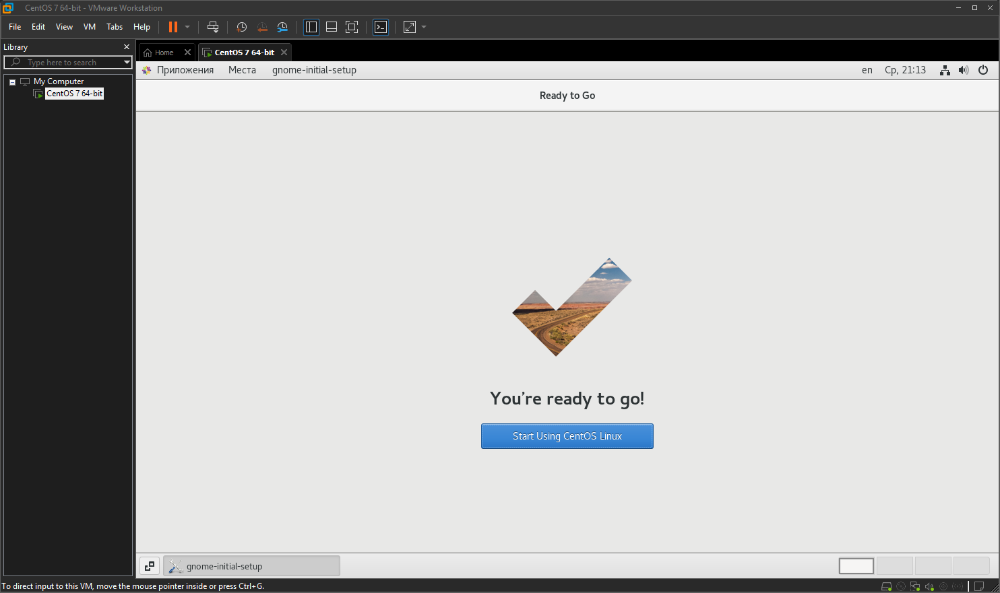 CentOS 7 64-bit - VMware Workstation
File Edit View VM Tabs Help
Library
Home CentOS 7 64-bit
Type here to search
Приложения Места gnome-initial-setup en Ср, 21:13
My Computer
CentOS 7 64-bit
Ready to Go
You're ready to go!
Start Using CentOS Linux
gnome-initial-setup
To direct input to this VM, move the mouse pointer inside or press Ctrl+G.